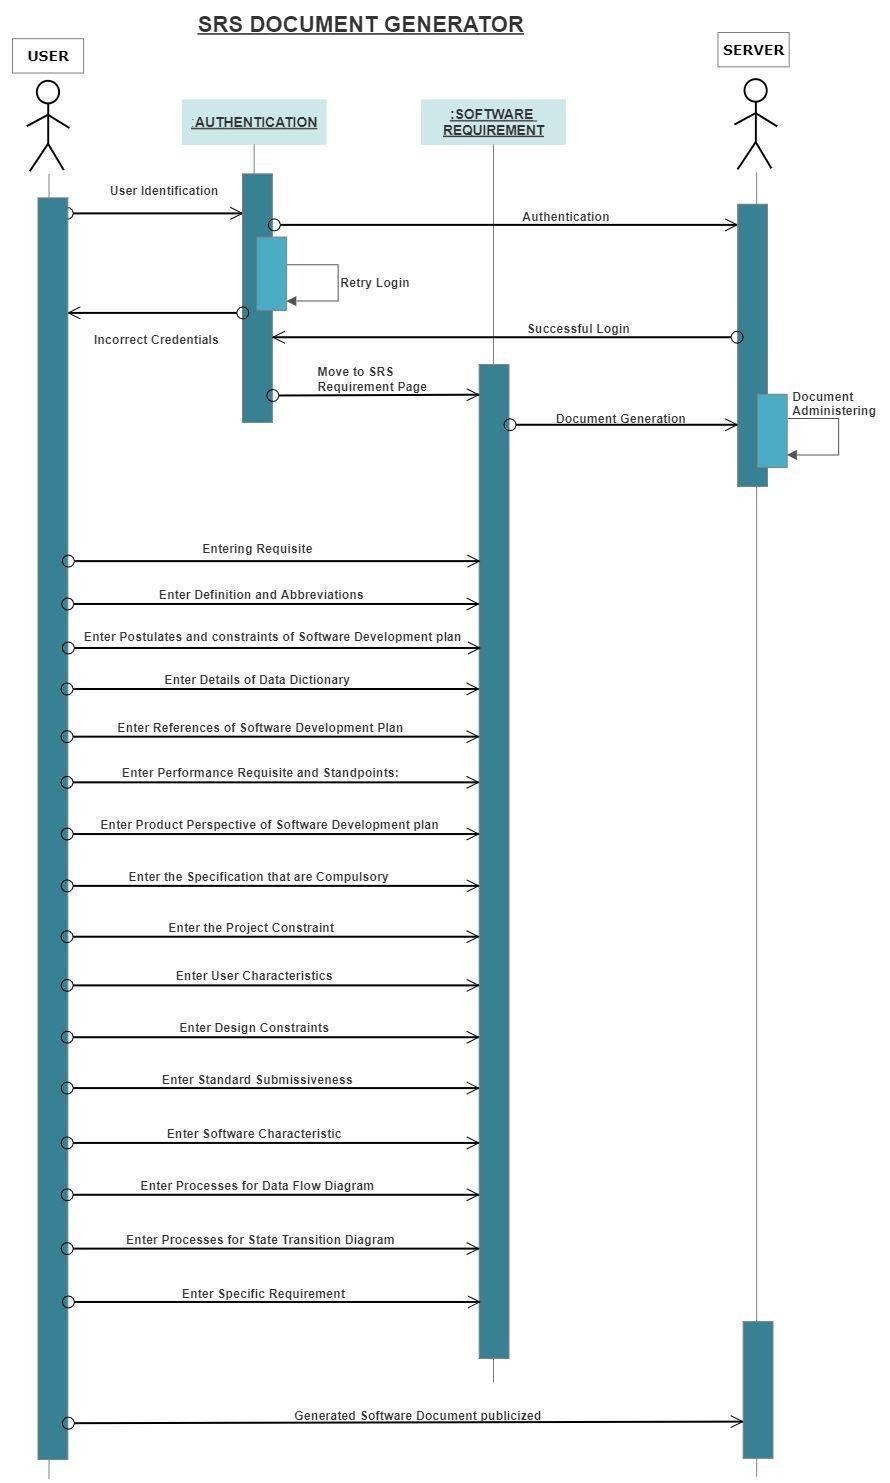 SRS DOCUMENT GENERATOR
USER
SERVER
:AUTHENTICATION
:SOFTWARE
REQUIREMENT
User Identification
Authentication
Retry Login
Incorrect Credentials
Successful Login
Move to SRS
Requirement Page
Document
Administering
Document Generation
Entering Requisite
Enter Definition and Abbreviations
Enter Postulates and constraints of Software Development plan
Enter Details of Data Dictionary
Enter References of Software Development Plan
Enter Performance Requisite and Standpoints:
Enter Product Perspective of Software Development plan
Enter the Specification that are Compulsory
Enter the Project Constraint
Enter User Characteristics
Enter Design Constraints
Enter Standard Submissiveness
Enter Software Characteristic
Enter Processes for Data Flow Diagram
Enter Processes for State Transition Diagram
Enter Specific Requirement
Generated Software Document publicized